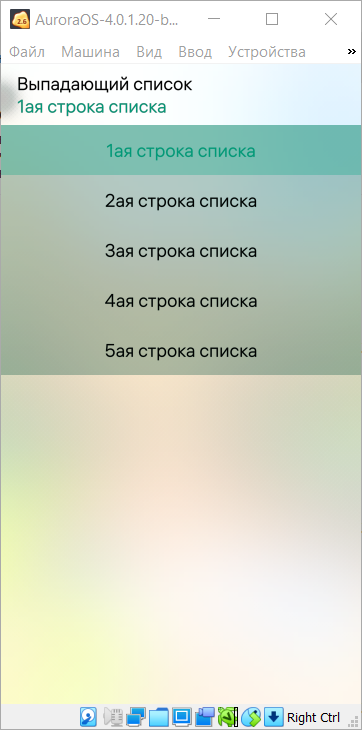 AuroraOS-4.0.1.20-b...
Файл Машина Вид Ввод Устройства »
Выпадающий список
1ая строка списка
1ая строка списка
2ая строка списка
3ая строка списка
4ая строка списка
5ая строка списка
Right Ctrl